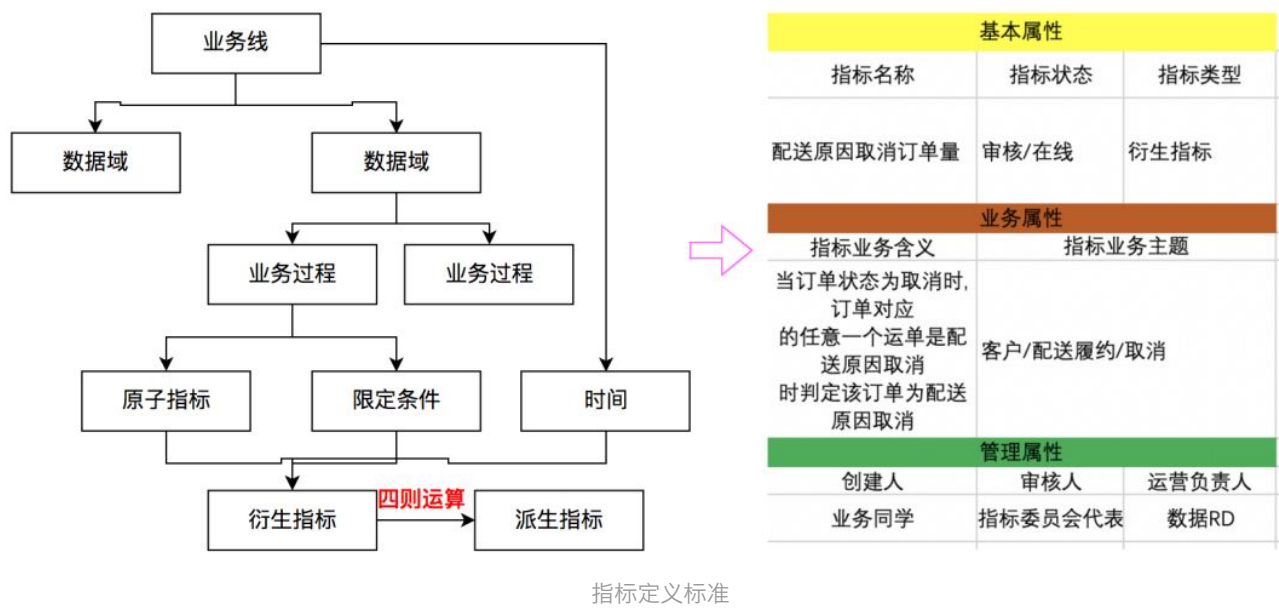 业务线
数据域
数据域
业务过程
业务过程
原子指标
限定条件
时间
衍生指标
四则运算
派生指标
基本属性
指标名称
指标状态
指标类型
配送原因取消订单量
审核/在线
衍生指标
业务属性
指标业务含义
指标业务主题
当订单状态为取消时,
订单对应
的任意一个运单是配
送原因取消
时判定该订单为配送
原因取消
客户/配送履约/取消
管理属性
创建人
审核人
运营负责人
业务同学
指标委员会代表
数据RD
指标定义标准